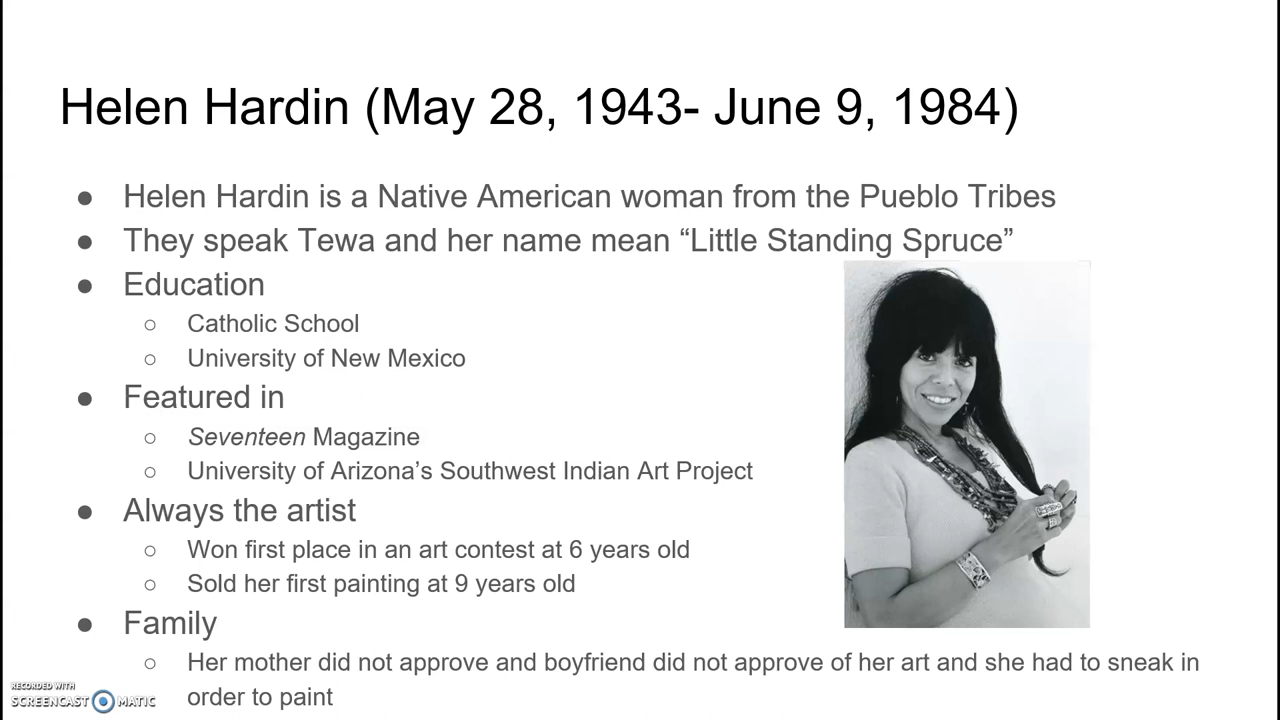 Helen Hardin (May 28, 1943- June 9, 1984)
● Helen Hardin is a Native American woman from the Pueblo Tribes
● They speak Tewa and her name mean “Little Standing Spruce”
● Education
○ Catholic School
○ University of New Mexico
● Featured in
○ Seventeen Magazine
○ University of Arizona’s Southwest Indian Art Project
● Always the artist
○ Won first place in an art contest at 6 years old
○ Sold her first painting at 9 years old
● Family
○ Her mother did not approve and boyfriend did not approve of her art and she had to sneak in
order to paint
RECORDED WITH
SCREENCAST MATIC